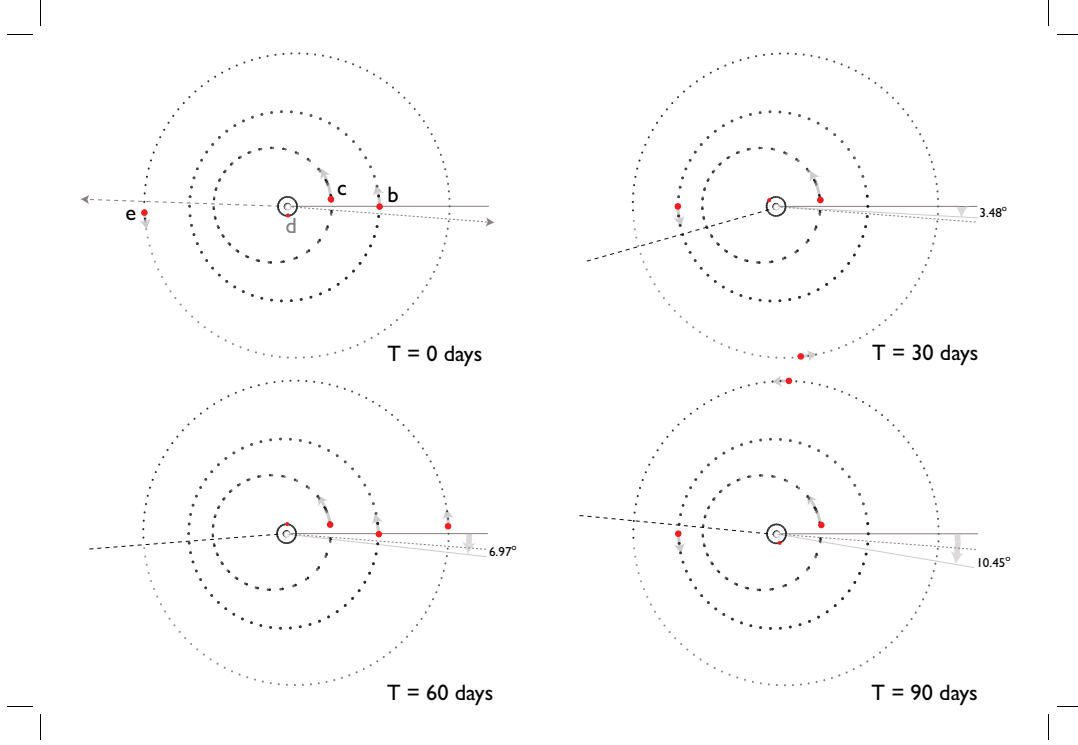 c
b
e
d
T = 0 days
3.48°
T = 30 days
6.97°
T = 60 days
10.45°
T = 90 days